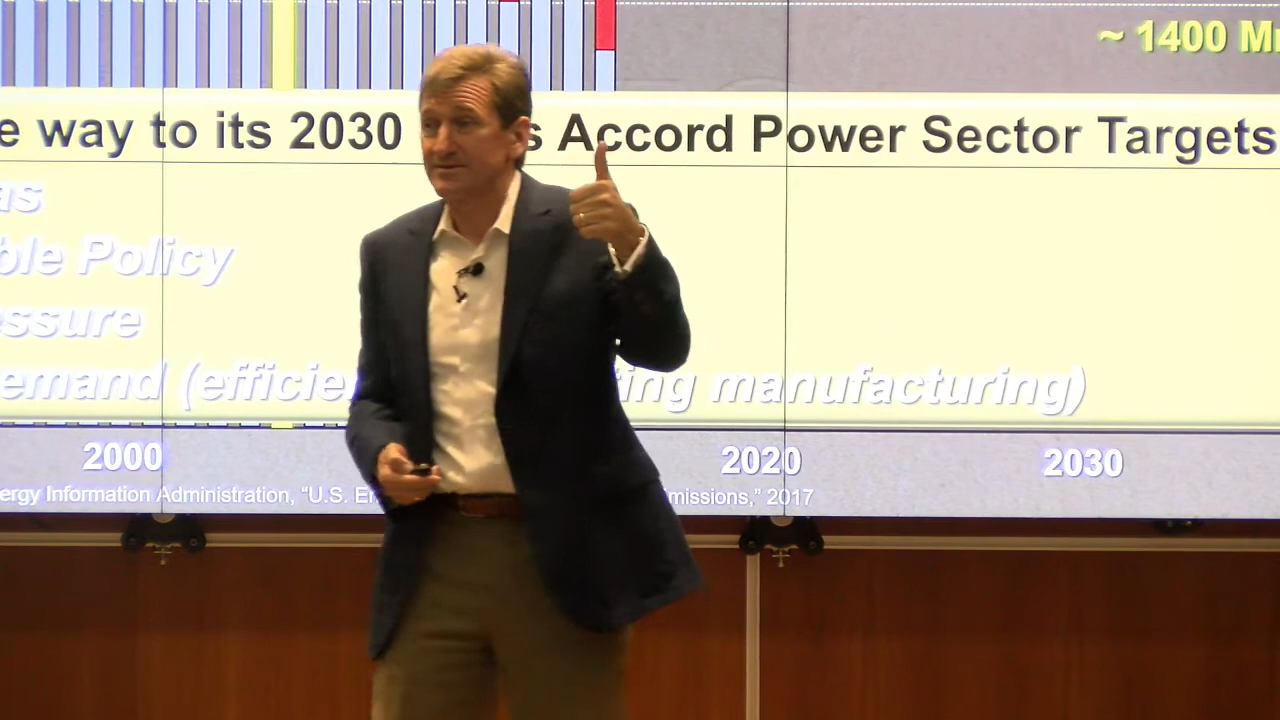 ~ 1400 M
e way to its 2030 s Accord Power Sector Targets
as
ble Policy
essure
emand (efficie ting manufacturing)
2000 2020 2030
ergy Information Administration, “U.S. E missions,” 2017